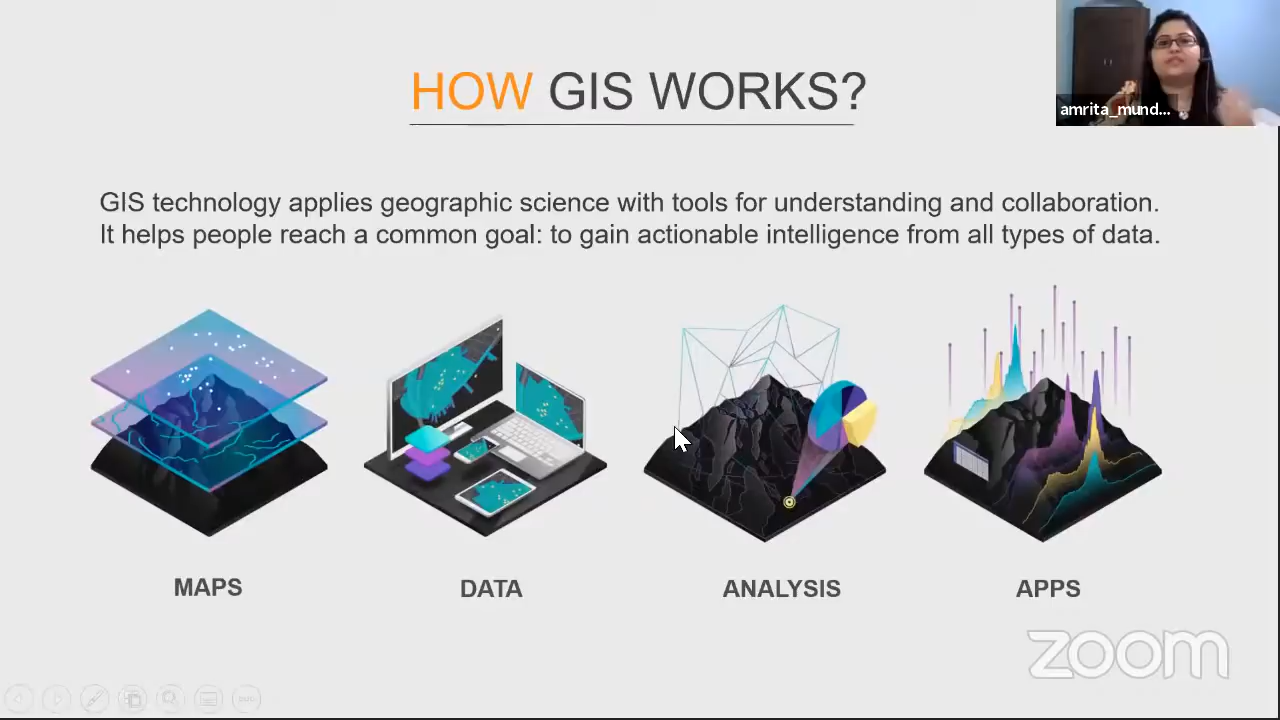 HOW GIS WORKS?
amrita_mund...
GIS technology applies geographic science with tools for understanding and collaboration.
It helps people reach a common goal: to gain actionable intelligence from all types of data.
MAPS
DATA
ANALYSIS
APPS
zoom